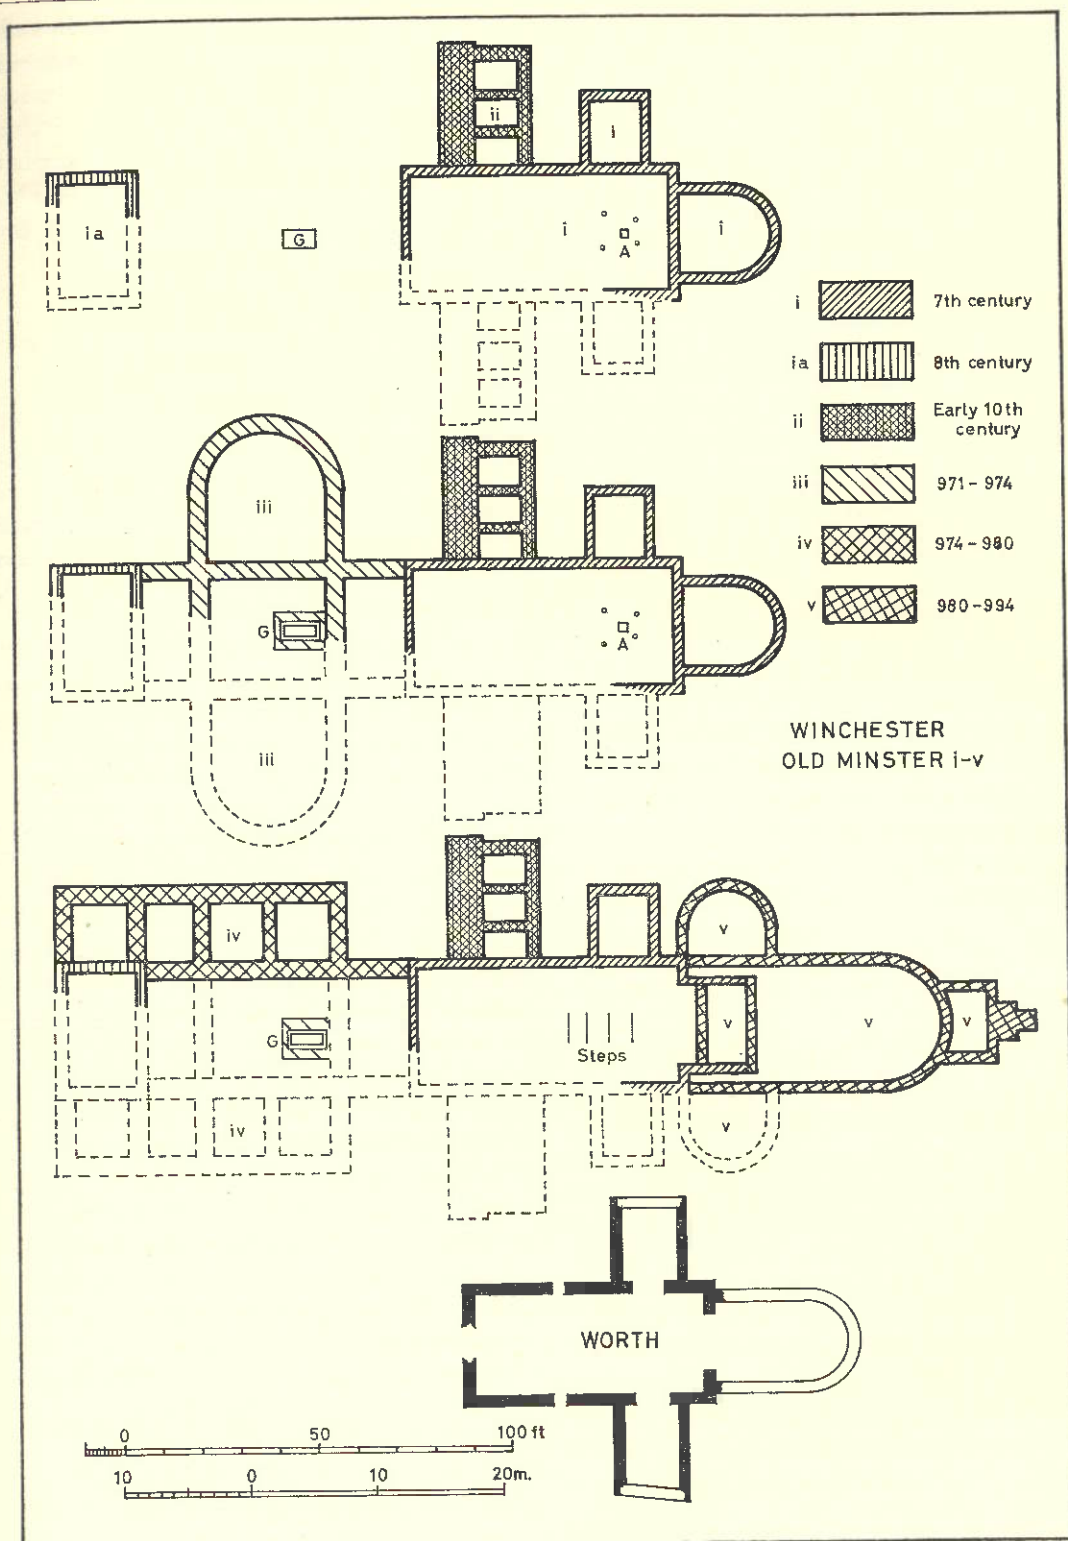 ii
i
ia
G
i
A
i
i 7th century
ia 8th century
ii Early 10th
century
iii 971-974
iv 974-980
v 980-994
iii
G
A
iii
WINCHESTER
OLD MINSTER i-v
iv
v
G
Steps
v
v
v
iv
v
WORTH
0 50 100 ft
10 0 10 20m.